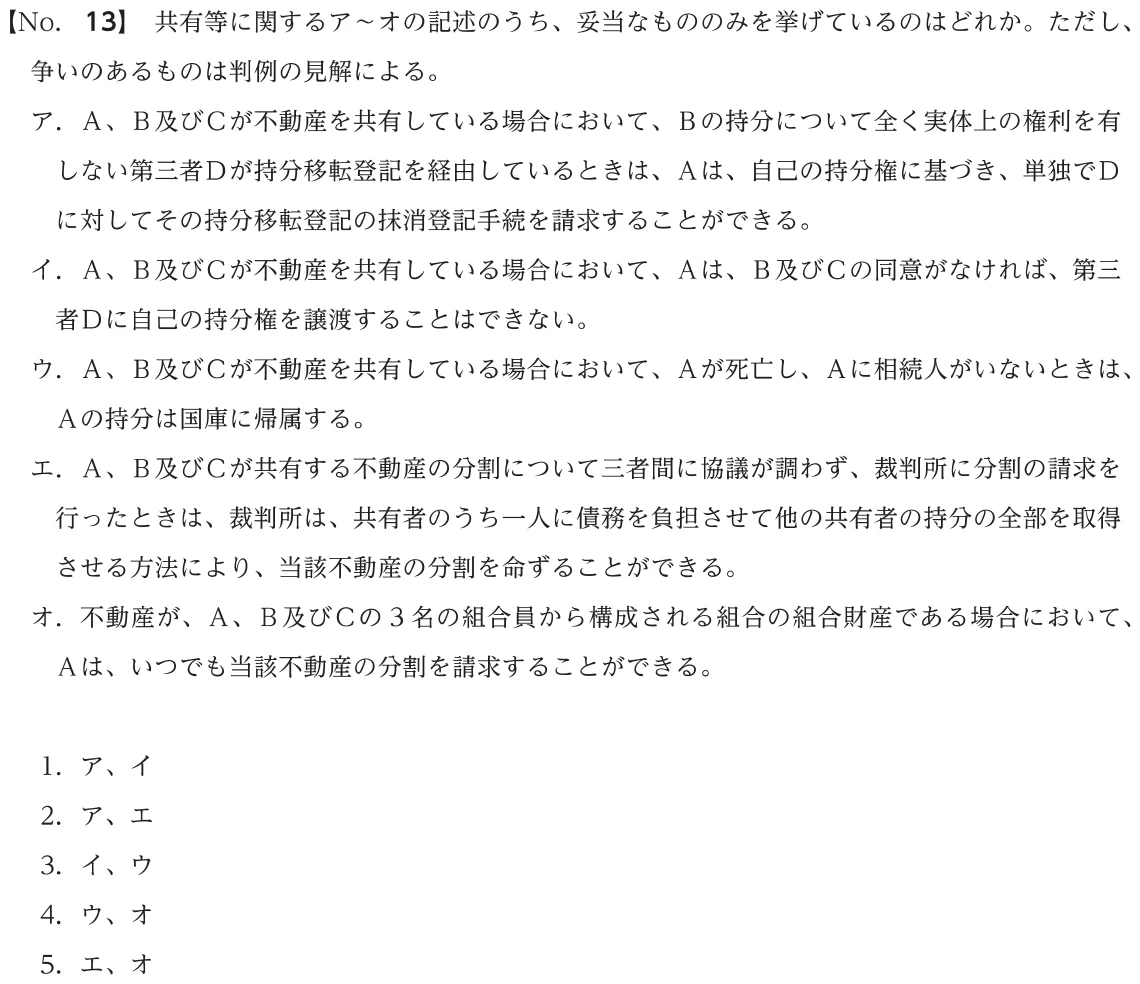 【No. 13】 共有等に関するア～オの記述のうち、妥当なもののみを挙げているのはどれか。ただし、
争いのあるものは判例の見解による。
ア．Ａ、Ｂ及びＣが不動産を共有している場合において、Ｂの持分について全く実体上の権利を有
しない第三者Ｄが持分移転登記を経由しているときは、Ａは、自己の持分権に基づき、単独でＤ
に対してその持分移転登記の抹消登記手続を請求することができる。
イ．Ａ、Ｂ及びＣが不動産を共有している場合において、Ａは、Ｂ及びＣの同意がなければ、第三
者Ｄに自己の持分権を譲渡することはできない。
ウ．Ａ、Ｂ及びＣが不動産を共有している場合において、Ａが死亡し、Ａに相続人がいないときは、
Ａの持分は国庫に帰属する。
エ．Ａ、Ｂ及びＣが共有する不動産の分割について三者間に協議が調わず、裁判所に分割の請求を
行ったときは、裁判所は、共有者のうち一人に債務を負担させて他の共有者の持分の全部を取得
させる方法により、当該不動産の分割を命ずることができる。
オ．不動産が、Ａ、Ｂ及びＣの３名の組合員から構成される組合の組合財産である場合において、
Ａは、いつでも当該不動産の分割を請求することができる。
1．ア、イ
2．ア、エ
3．イ、ウ
4．ウ、オ
5．エ、オ